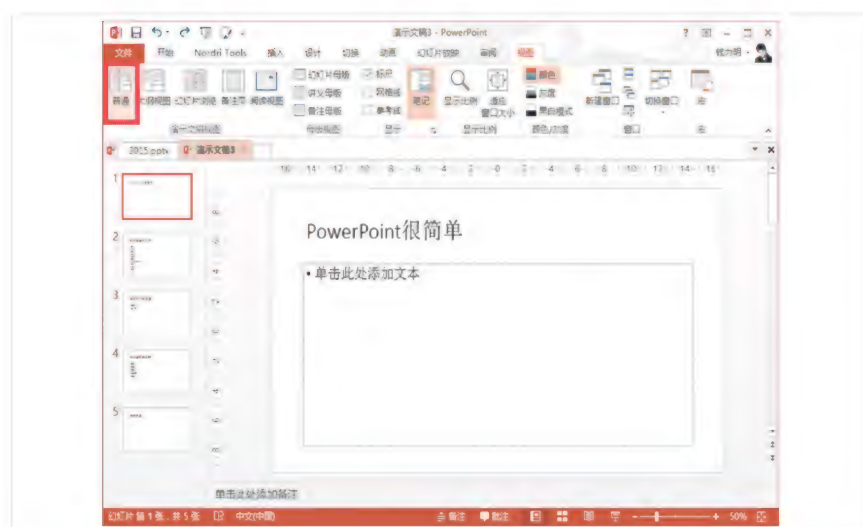 演示文稿3 - PowerPoint
文件 开始 Nordri Tools 插入 设计 切换 动画 幻灯片放映 审阅 视图
普通 大纲视图 幻灯片浏览 备注页 阅读视图 幻灯片母版 讲义母版 备注母版 标尺 网格线 参考线 笔记 显示比例 适应窗口大小 颜色 灰度 黑白模式 新建窗口 切换窗口 宏
演示文稿视图 母版视图 显示 显示比例 颜色/灰度 窗口 宏
2015.pptx 演示文稿3
1
2
3
4
5
PowerPoint很简单
• 单击此处添加文本
单击此处添加备注
幻灯片 第 1 张，共 5 张 中文(中国) 备注 批注 50%